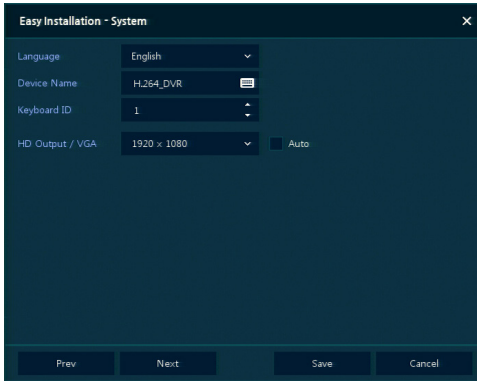 Easy Installation - System
Language English
Device Name H.264_DVR
Keyboard ID 1
HD Output / VGA 1920 x 1080 Auto
Prev Next Save Cancel